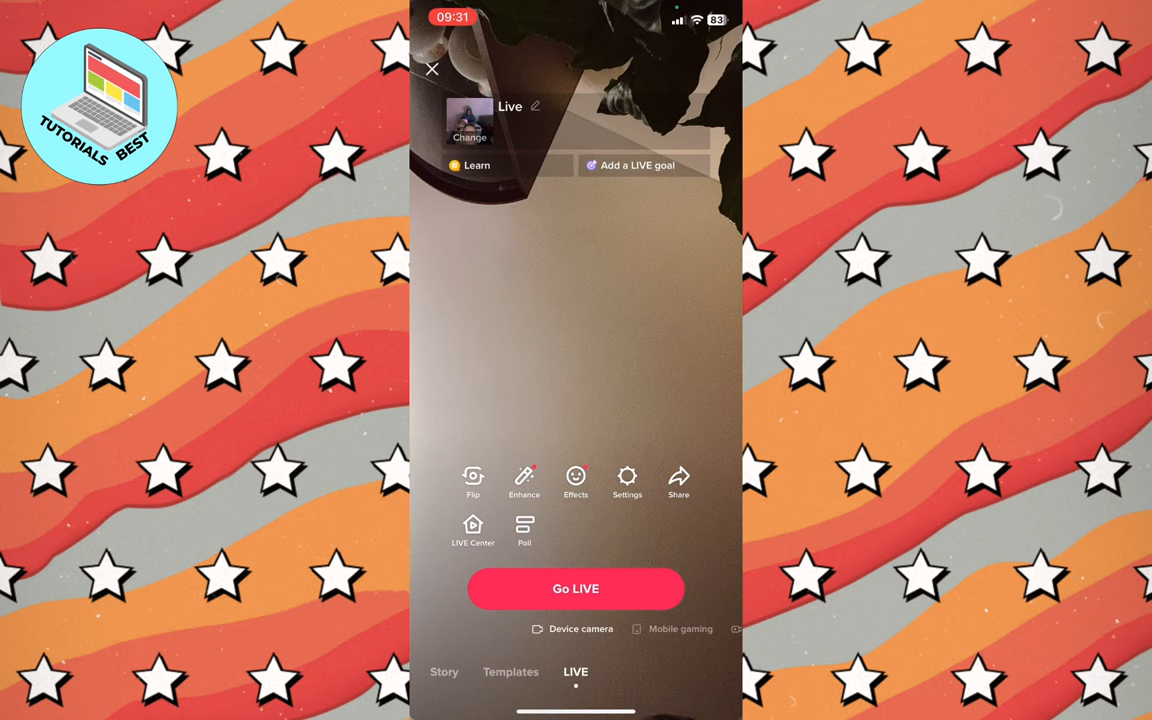 TUTORIALS BEST
09:31
83
Live
Change
Learn
Add a LIVE goal
Flip
Enhance
Effects
Settings
Share
LIVE Center
Poll
Go LIVE
Device camera
Mobile gaming
Story
Templates
LIVE